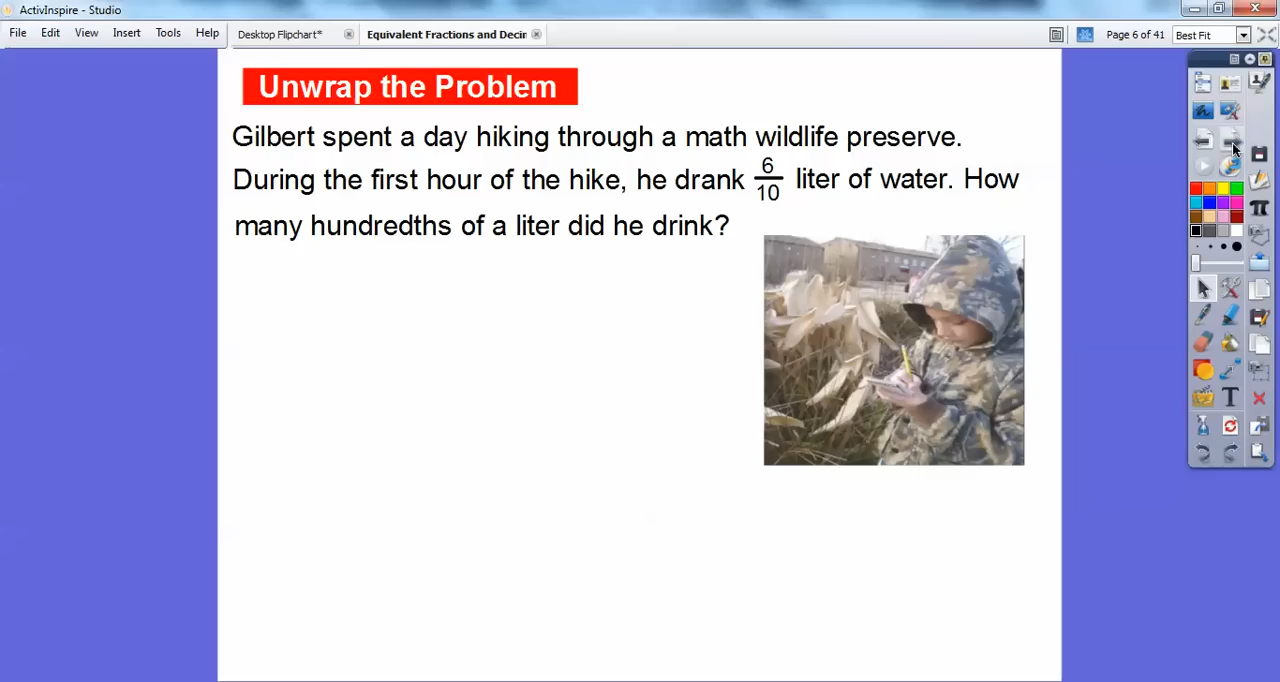 ActivInspire - Studio
File Edit View Insert Tools Help Desktop Flipchart* Equivalent Fractions and Decin Page 6 of 41 Best Fit
Unwrap the Problem
Gilbert spent a day hiking through a math wildlife preserve.
During the first hour of the hike, he drank 6/10 liter of water. How
many hundredths of a liter did he drink?